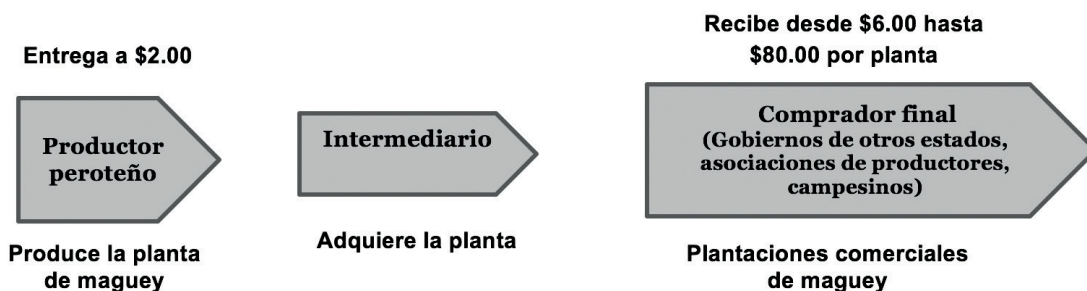 Entrega a $2.00
Productor
peroteño
Produce la planta
de maguey
Intermediario
Adquiere la planta
Recibe desde $6.00 hasta
$80.00 por planta
Comprador final
(Gobiernos de otros estados,
asociaciones de productores,
campesinos)
Plantaciones comerciales
de maguey